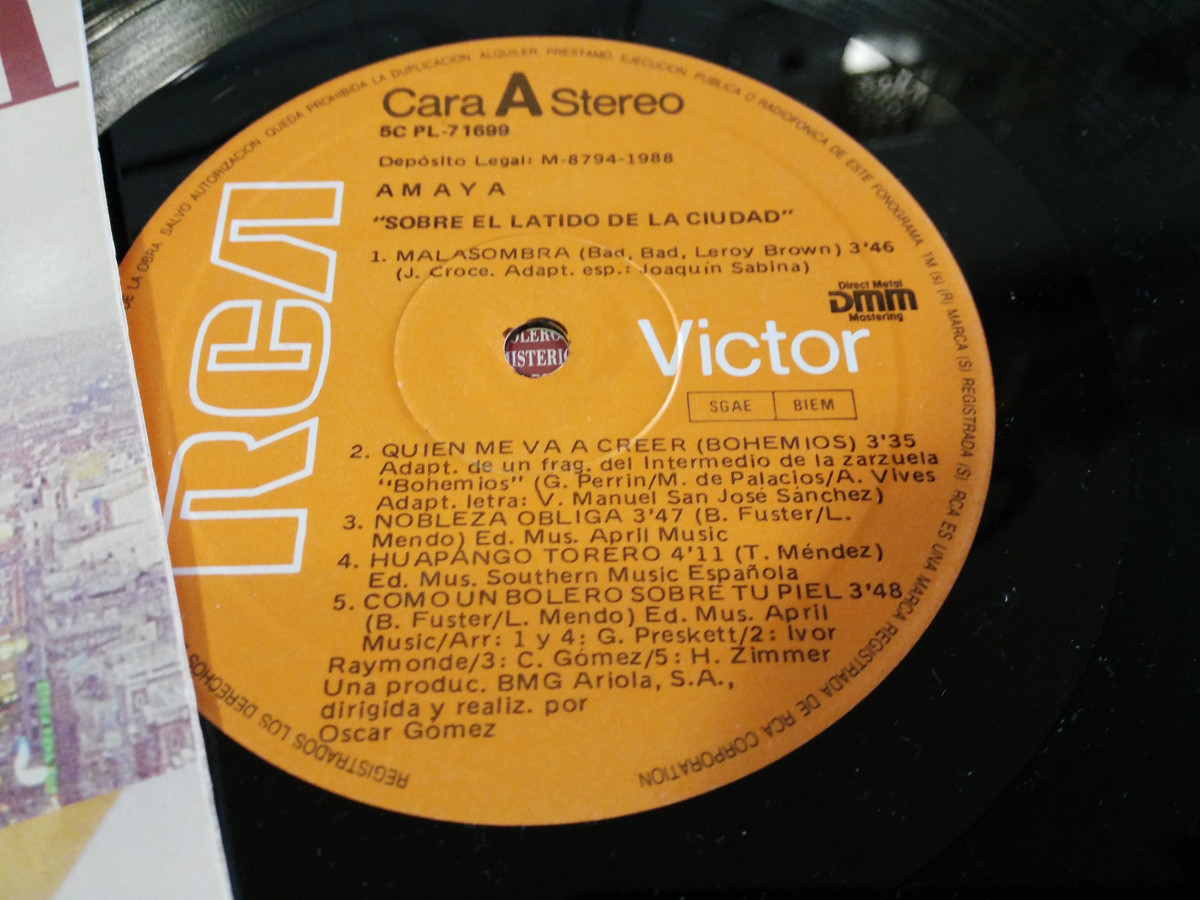 Cara A Stereo
5C PL-71699
Depósito Legal: M-8794-1988
AMAYA
"SOBRE EL LATIDO DE LA CIUDAD"
1. MALASOMBRA (Bad, Bad, Leroy Brown) 3'46
(J. Croce. Adapt. esp.: Joaquín Sabina)
Direct Metal
DMM
Mastering
RCA
Victor
SGAE BIEM
2. QUIEN ME VA A CREER (BOHEMIOS) 3'35
Adapt. de un frag. del Intermedio de la zarzuela
"Bohemios" (G. Perrin/M. de Palacios/A. Vives
Adapt. letra: V. Manuel San José Sánchez)
3. NOBLEZA OBLIGA 3'47 (B. Fuster/L.
Mendo) Ed. Mus. April Music
4. HUAPANGO TORERO 4'11 (T. Méndez)
Ed. Mus. Southern Music Española
5. COMO UN BOLERO SOBRE TU PIEL 3'48
(B. Fuster/L. Mendo) Ed. Mus. April
Music/Arr: 1 y 4: G. Preskett/2: Ivor
Raymonde/3: C. Gómez/5: H. Zimmer
Una produc. BMG Ariola, S.A.,
dirigida y realiz. por
Oscar Gómez
REGISTRADOS LOS DERECHOS
DE LA OBRA. SALVO AUTORIZACION, QUEDA PROHIBIDA LA DUPLICACION, ALQUILER, PRESTAMO, EJECUCION PUBLICA O RADIOFONICA DE ESTE FONOGRAMA TM (s) (R) MARCA (S) REGISTRADA (S) RCA ES UNA MARCA REGISTRADA DE RCA CORPORATION.